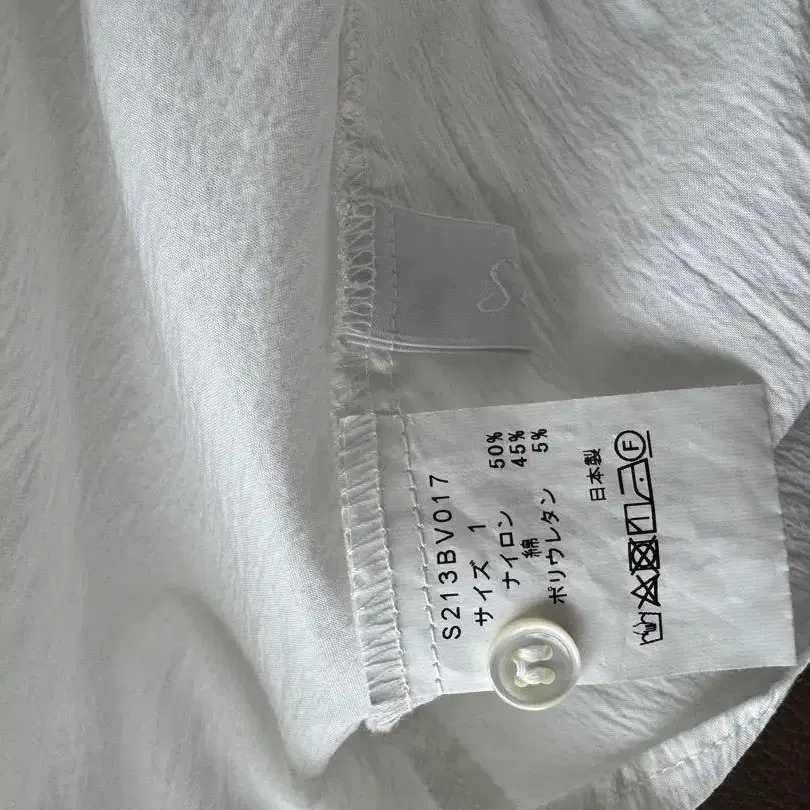 S213BV017
サイズ 1
ナイロン 50%
綿 45%
ポリウレタン 5%
日本製
F
S